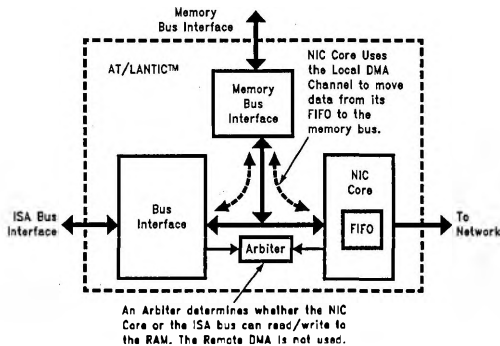 Memory
Bus Interface
AT/LANTIC™
NIC Core Uses
the Local DMA
Channel to move
data from its
FIFO to the
memory bus.
Memory
Bus
Interface
NIC
Core
Bus
Interface
ISA Bus
Interface
FIFO
To
Network
Arbiter
An Arbiter determines whether the NIC
Core or the ISA bus can read/write to
the RAM. The Remote DMA is not used.